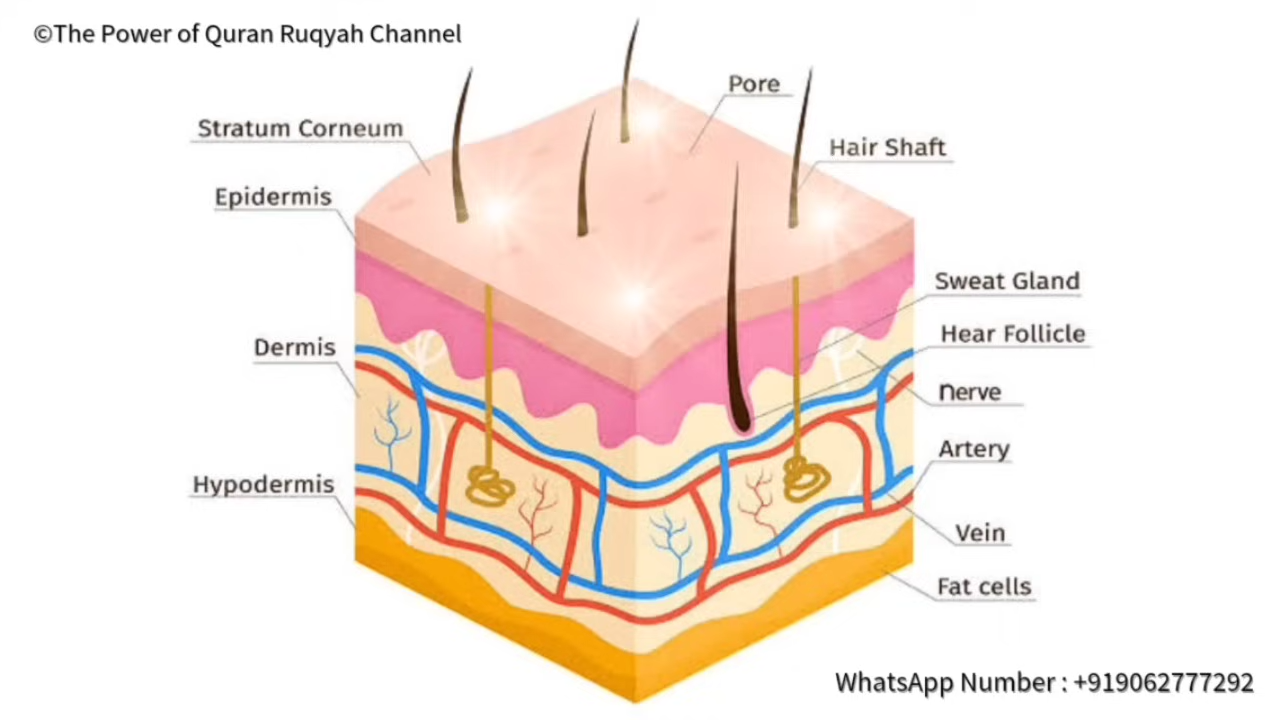 ©The Power of Quran Ruqyah Channel
Pore
Stratum Corneum
Hair Shaft
Epidermis
Sweat Gland
Hear Follicle
Dermis
nerve
Artery
Hypodermis
Vein
Fat cells
WhatsApp Number : +919062777292